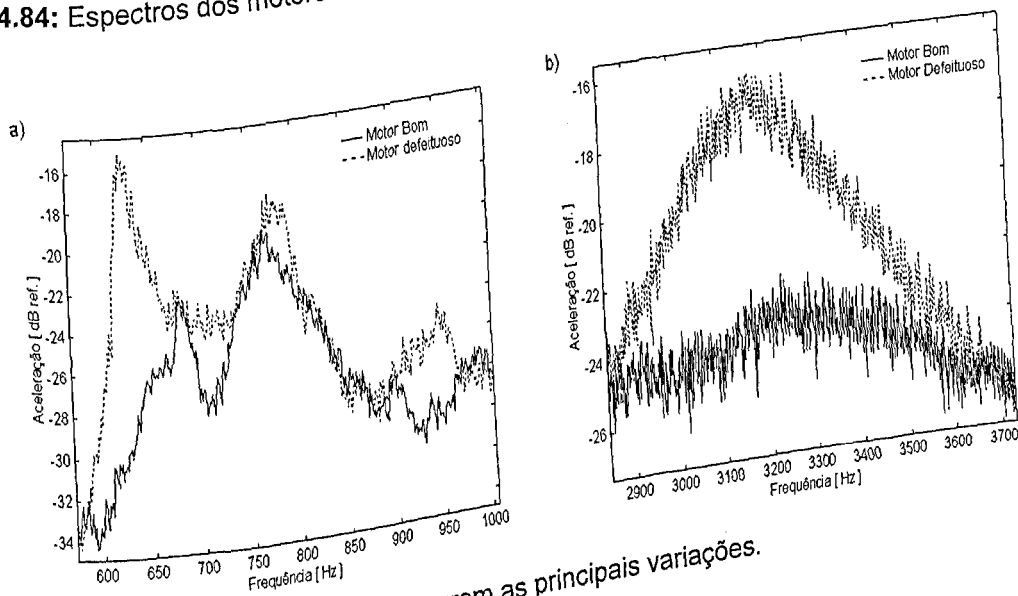 4.84: Espectros dos
a)
Motor Bom
Motor defeituoso
Aceleração [ dB ref. ]
-16
-18
-20
-22
-24
-26
-28
-30
-32
-34
600 650 700 750 800 850 900 950 1000
Frequência [ Hz ]
b)
Motor Bom
Motor Defeituoso
Aceleração [ dB ref. ]
-16
-18
-20
-22
-24
-26
2900 3000 3100 3200 3300 3400 3500 3600 3700
Frequência [ Hz ]
as principais variações.